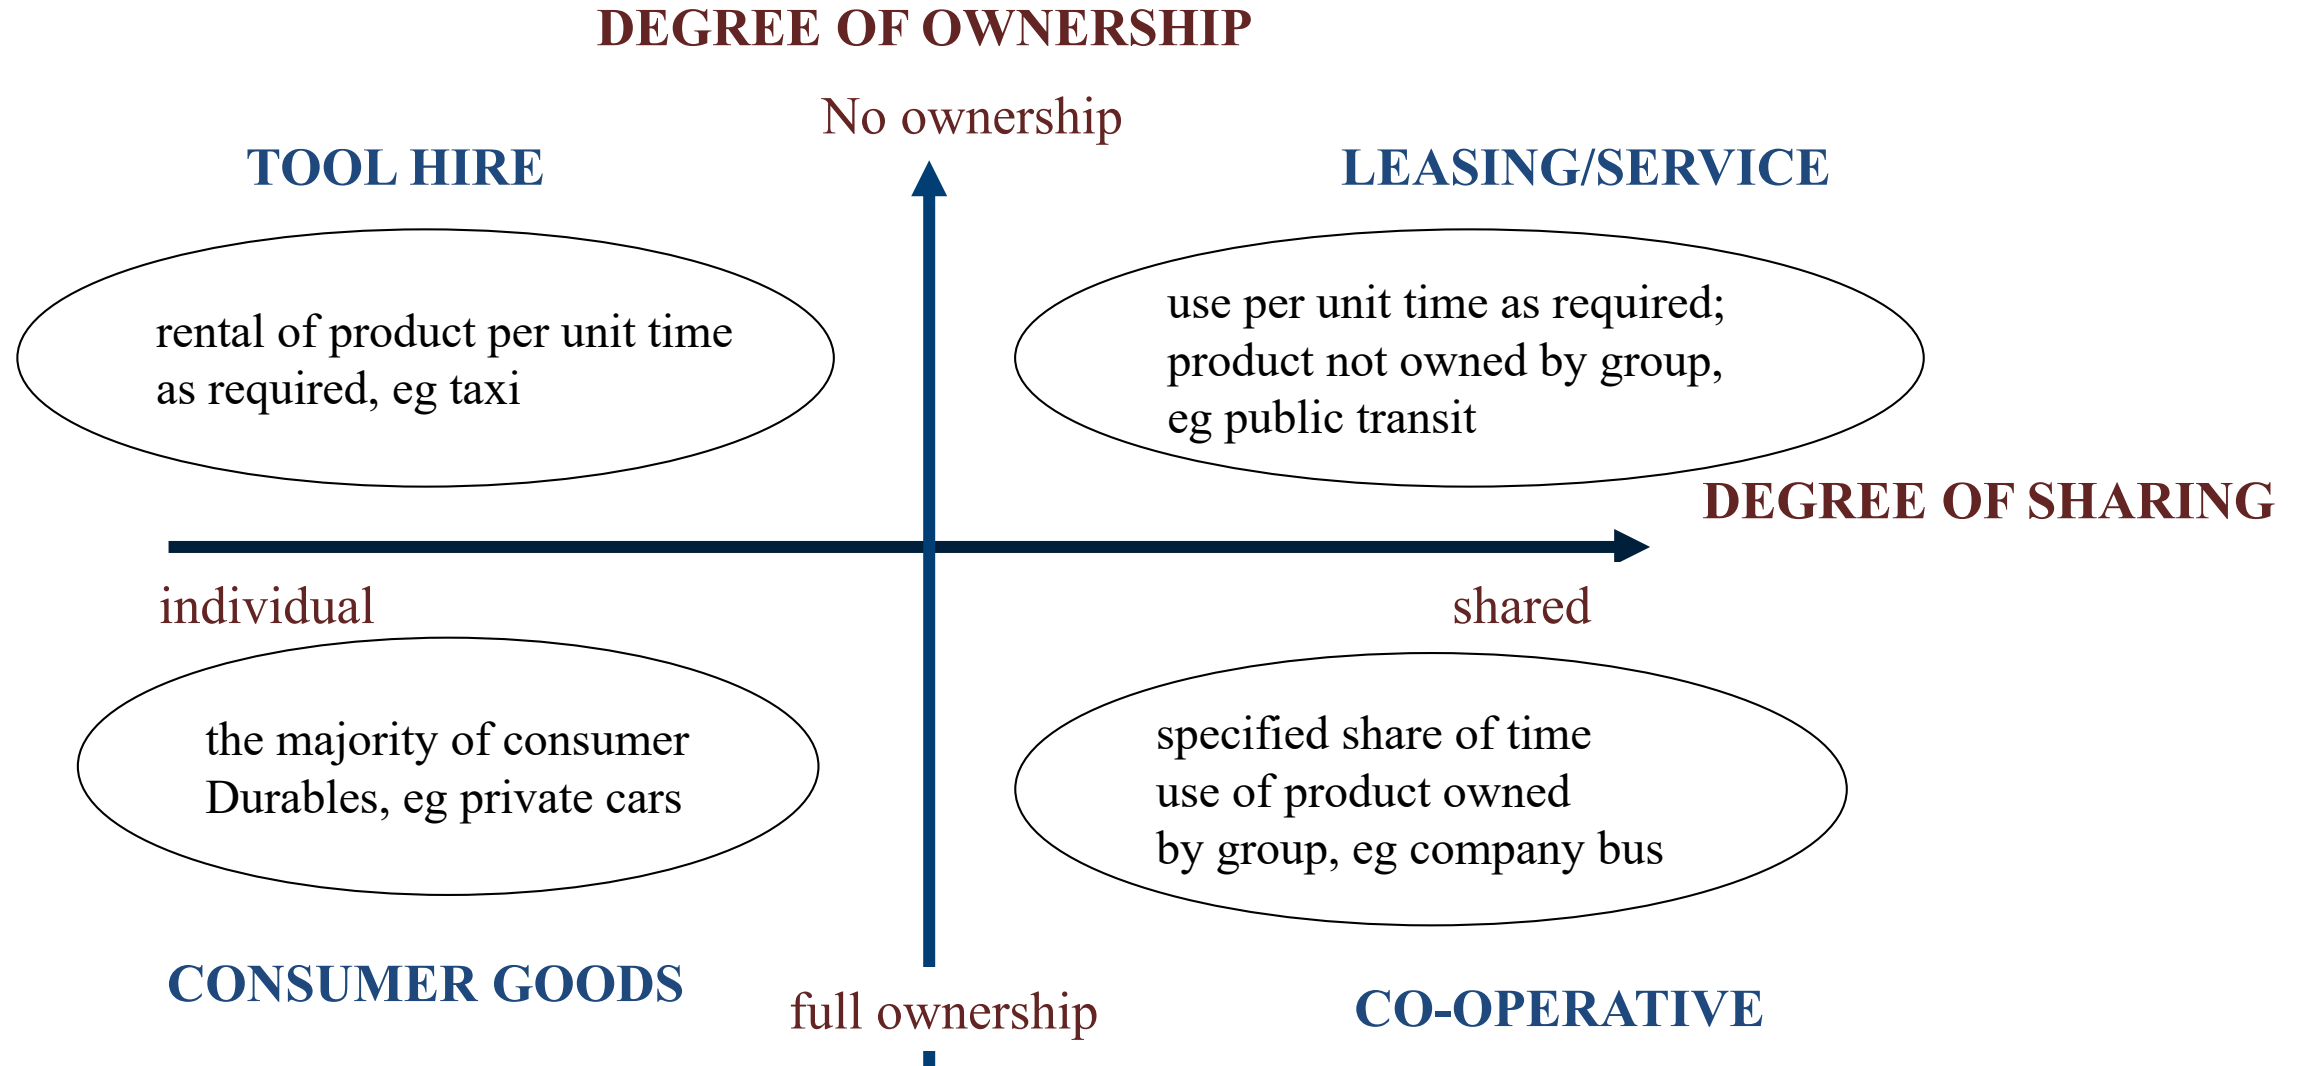 DEGREE OF OWNERSHIP
No ownership
TOOL HIRE
LEASING/SERVICE
rental of product per unit time
as required, eg taxi
use per unit time as required;
product not owned by group,
eg public transit
DEGREE OF SHARING
individual
shared
the majority of consumer
Durables, eg private cars
specified share of time
use of product owned
by group, eg company bus
CONSUMER GOODS
full ownership
CO-OPERATIVE